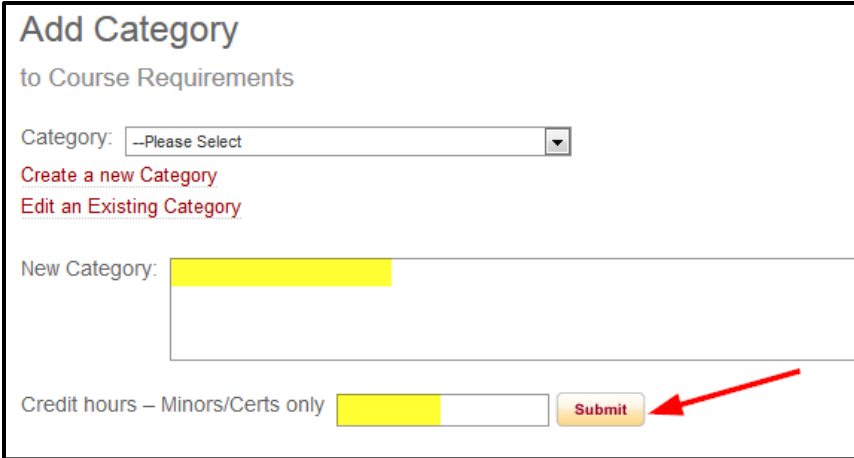 Add Category
to Course Requirements
Category: --Please Select
Create a new Category
Edit an Existing Category
New Category:
Credit hours – Minors/Certs only Submit